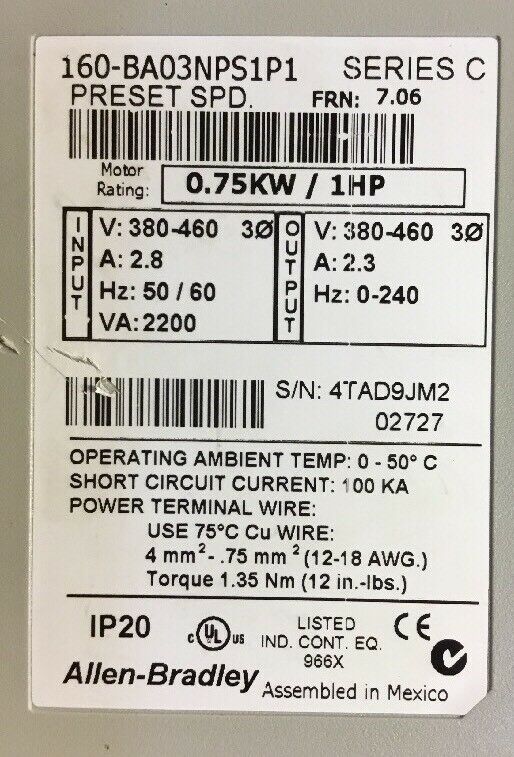 160-BA03NPS1P1 SERIES C
PRESET SPD. FRN: 7.06
Motor Rating: 0.75KW / 1HP
INPUT
V: 380-460 3Ø
A: 2.8
Hz: 50 / 60
VA: 2200
OUTPUT
V: 380-460 3Ø
A: 2.3
Hz: 0-240
S/N: 4TAD9JM2
02727
OPERATING AMBIENT TEMP: 0 - 50° C
SHORT CIRCUIT CURRENT: 100 KA
POWER TERMINAL WIRE:
USE 75°C Cu WIRE:
4 mm²- .75 mm² (12-18 AWG.)
Torque 1.35 Nm (12 in.-lbs.)
IP20
c UL us
LISTED
IND. CONT. EQ.
966X
CE
Allen-Bradley
Assembled in Mexico